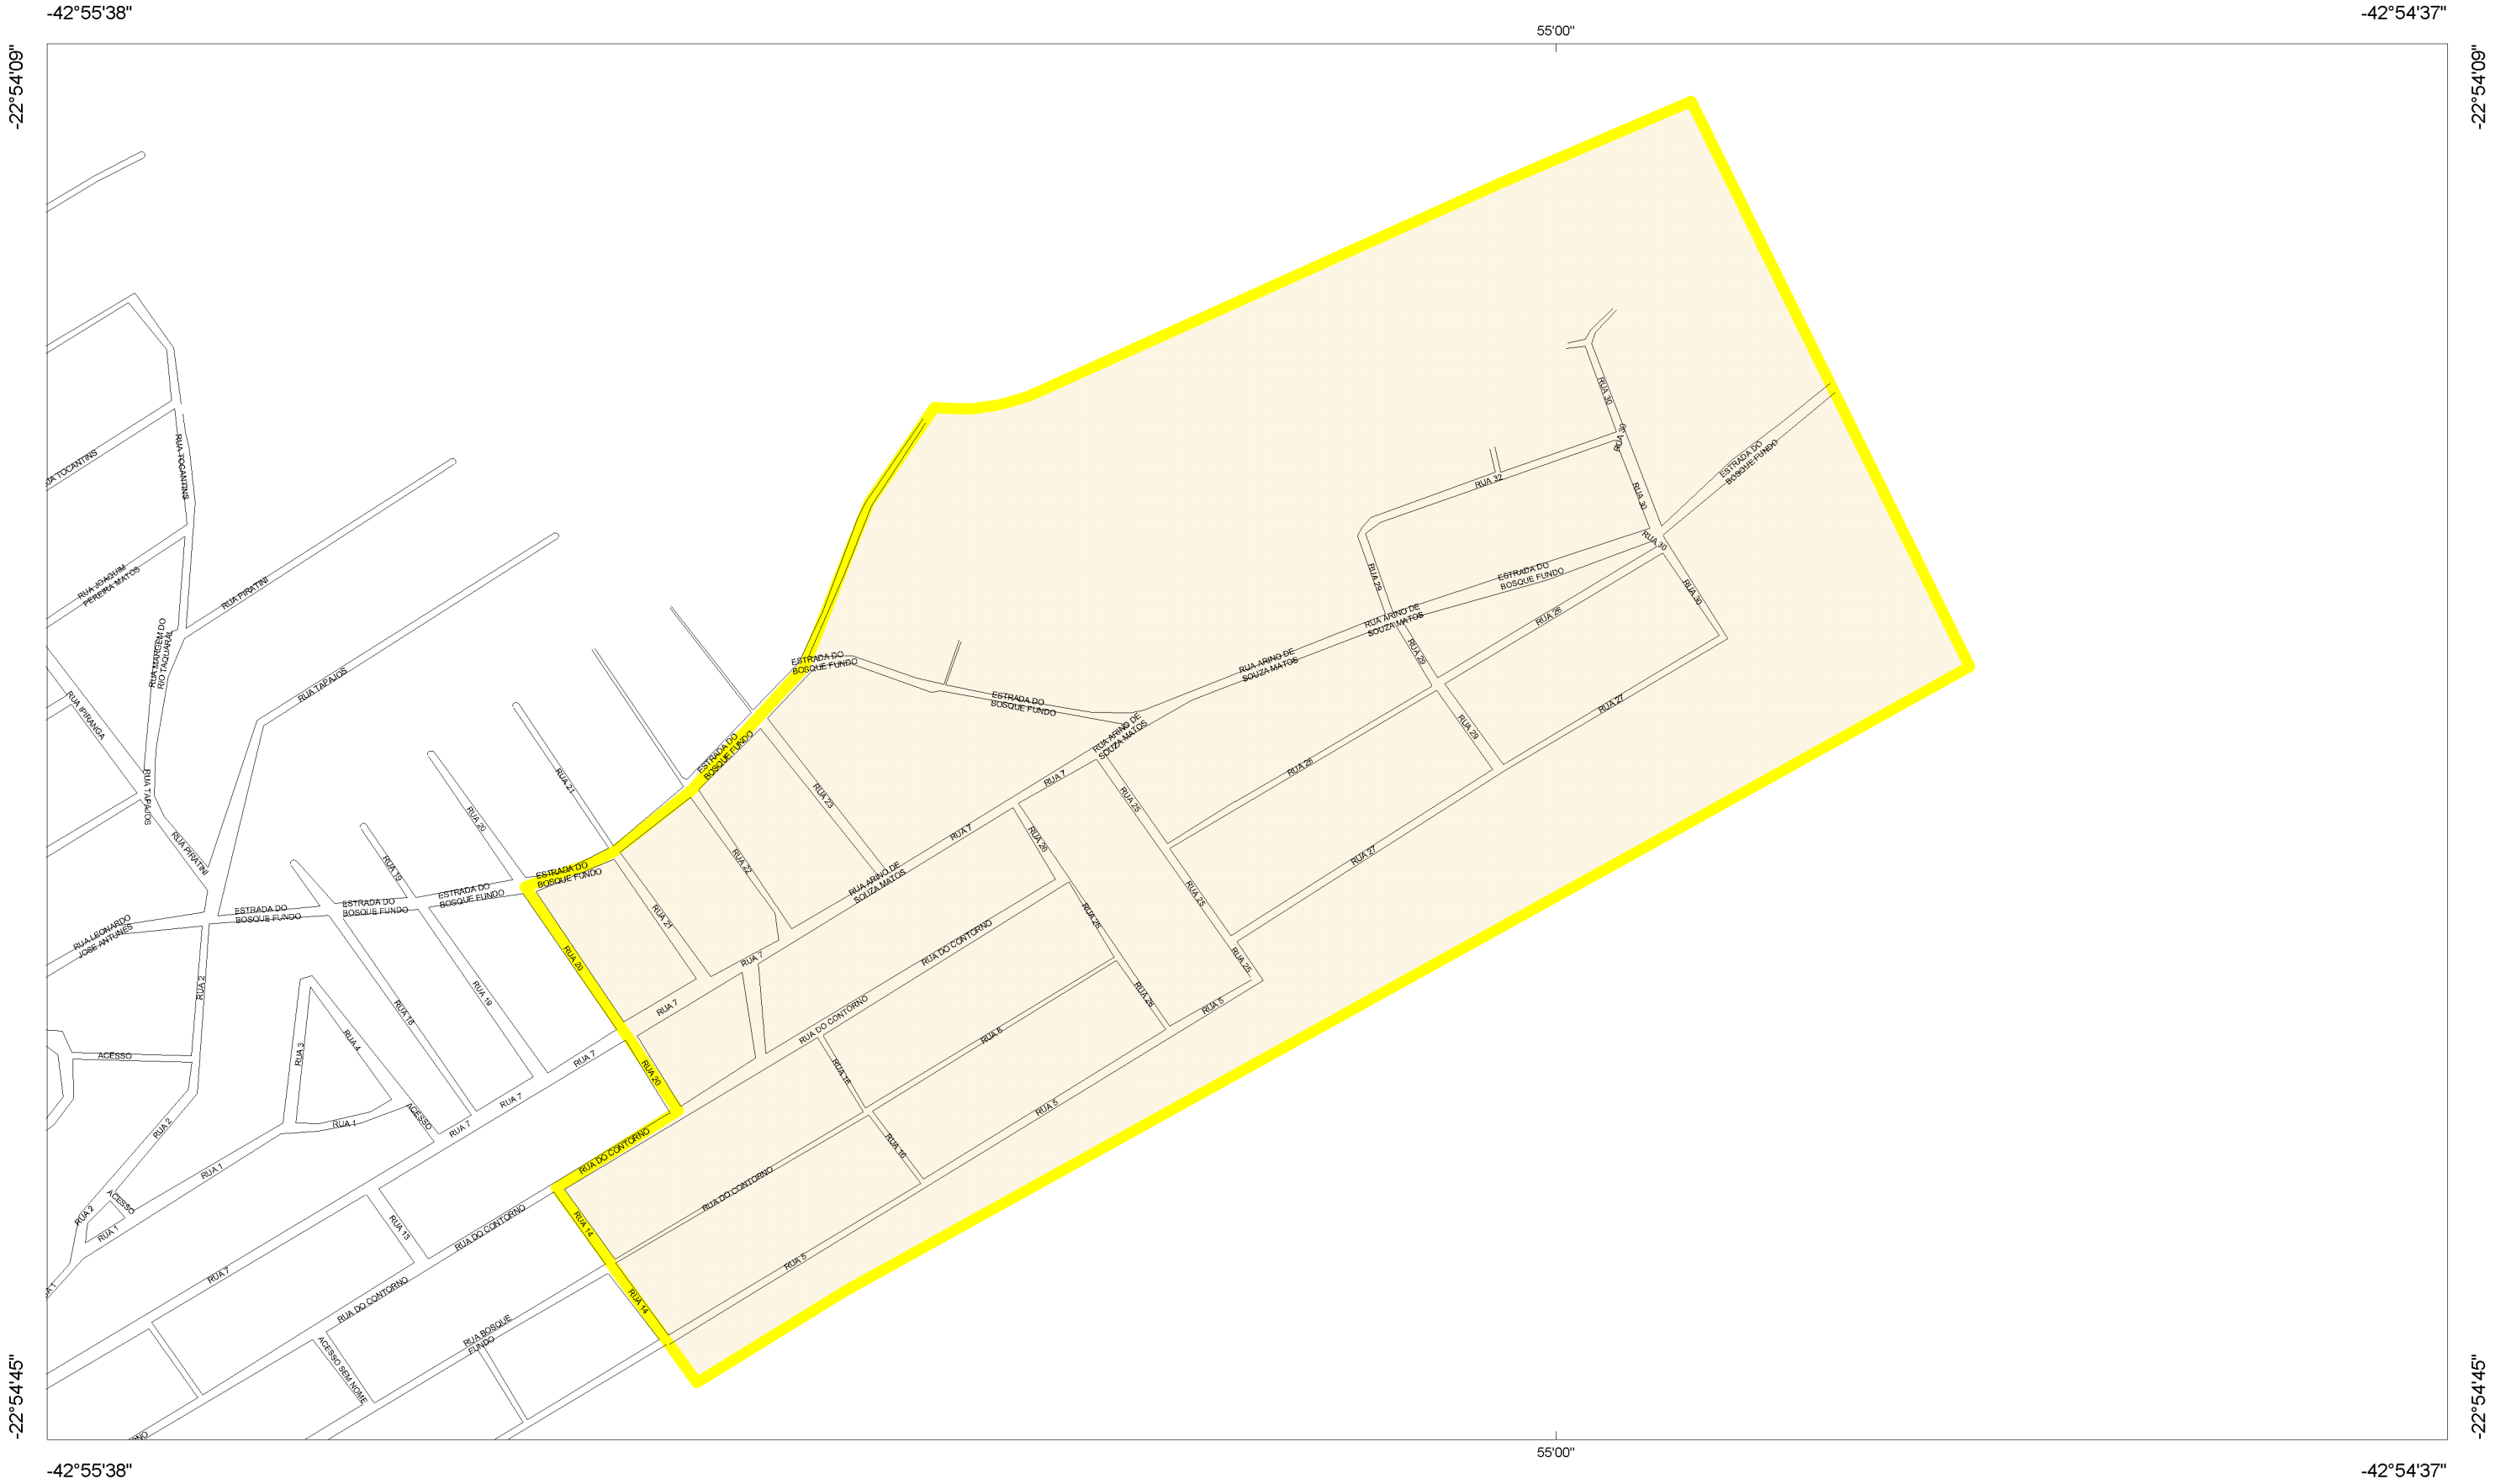 -42°55'38"
-42°54'37"
55'00"
-22°54'09"
-22°54'09"
RUA 30
RUA 30
ESTRADA DO
BOSQUE FUNDO
RUA TOCANTINS
UA TOCANTINS
RUA 32
RUA 30
RUA 30
RUA JOAQUIM
PEREIRA MATOS
RUA PIRATINI
RUA 29
ESTRADA DO
BOSQUE FUNDO
RUA 30
RUA 28
RUA ARINO DE
SOUZA MATOS
RUA MARGEM DO
RIO TAQUARAL
RUA TAPAJOS
ESTRADA DO
BOSQUE FUNDO
RUA ARINO DE
SOUZA MATOS
RUA 29
RUA IPIRANGA
ESTRADA DO
BOSQUE FUNDO
RUA 27
RUA 29
RUA ARINO DE
SOUZA MATOS
ESTRADA DO
BOSQUE FUNDO
RUA 28
RUA 7
RUA 21
RUA TAPAJOS
RUA 23
RUA 25
RUA 20
RUA 7
RUA 26
RUA PIRATINI
RUA 19
RUA 22
RUA 27
ESTRADA DO
BOSQUE FUNDO
RUA ARINO DE
SOUZA MATOS
ESTRADA DO
BOSQUE FUNDO
ESTRADA DO
BOSQUE FUNDO
ESTRADA DO
BOSQUE FUNDO
RUA 25
RUA LEONARDO
JOSE ANTUNES
RUA 21
RUA 26
RUA DO CONTORNO
RUA 20
RUA 7
RUA 25
RUA 2
RUA 19
RUA 26
RUA 7
RUA 5
RUA 18
RUA DO CONTORNO
RUA 4
RUA 3
RUA 6
ACESSO
RUA 7
RUA 20
RUA 16
RUA 7
RUA 5
ACESSO
RUA 1
RUA 2
RUA 7
RUA 16
RUA DO CONTORNO
RUA 1
RUA DO CONTORNO
ACESSO
RUA 2
RUA 14
RUA 13
RUA 1
RUA DO CONTORNO
RUA 5
RUA 7
UA 1
RUA DO CONTORNO
RUA 14
RUA BOSQUE
FUNDO
ACESSO SEM NOME
RNO
-22°54'45"
-22°54'45"
55'00"
-42°55'38"
-42°54'37"